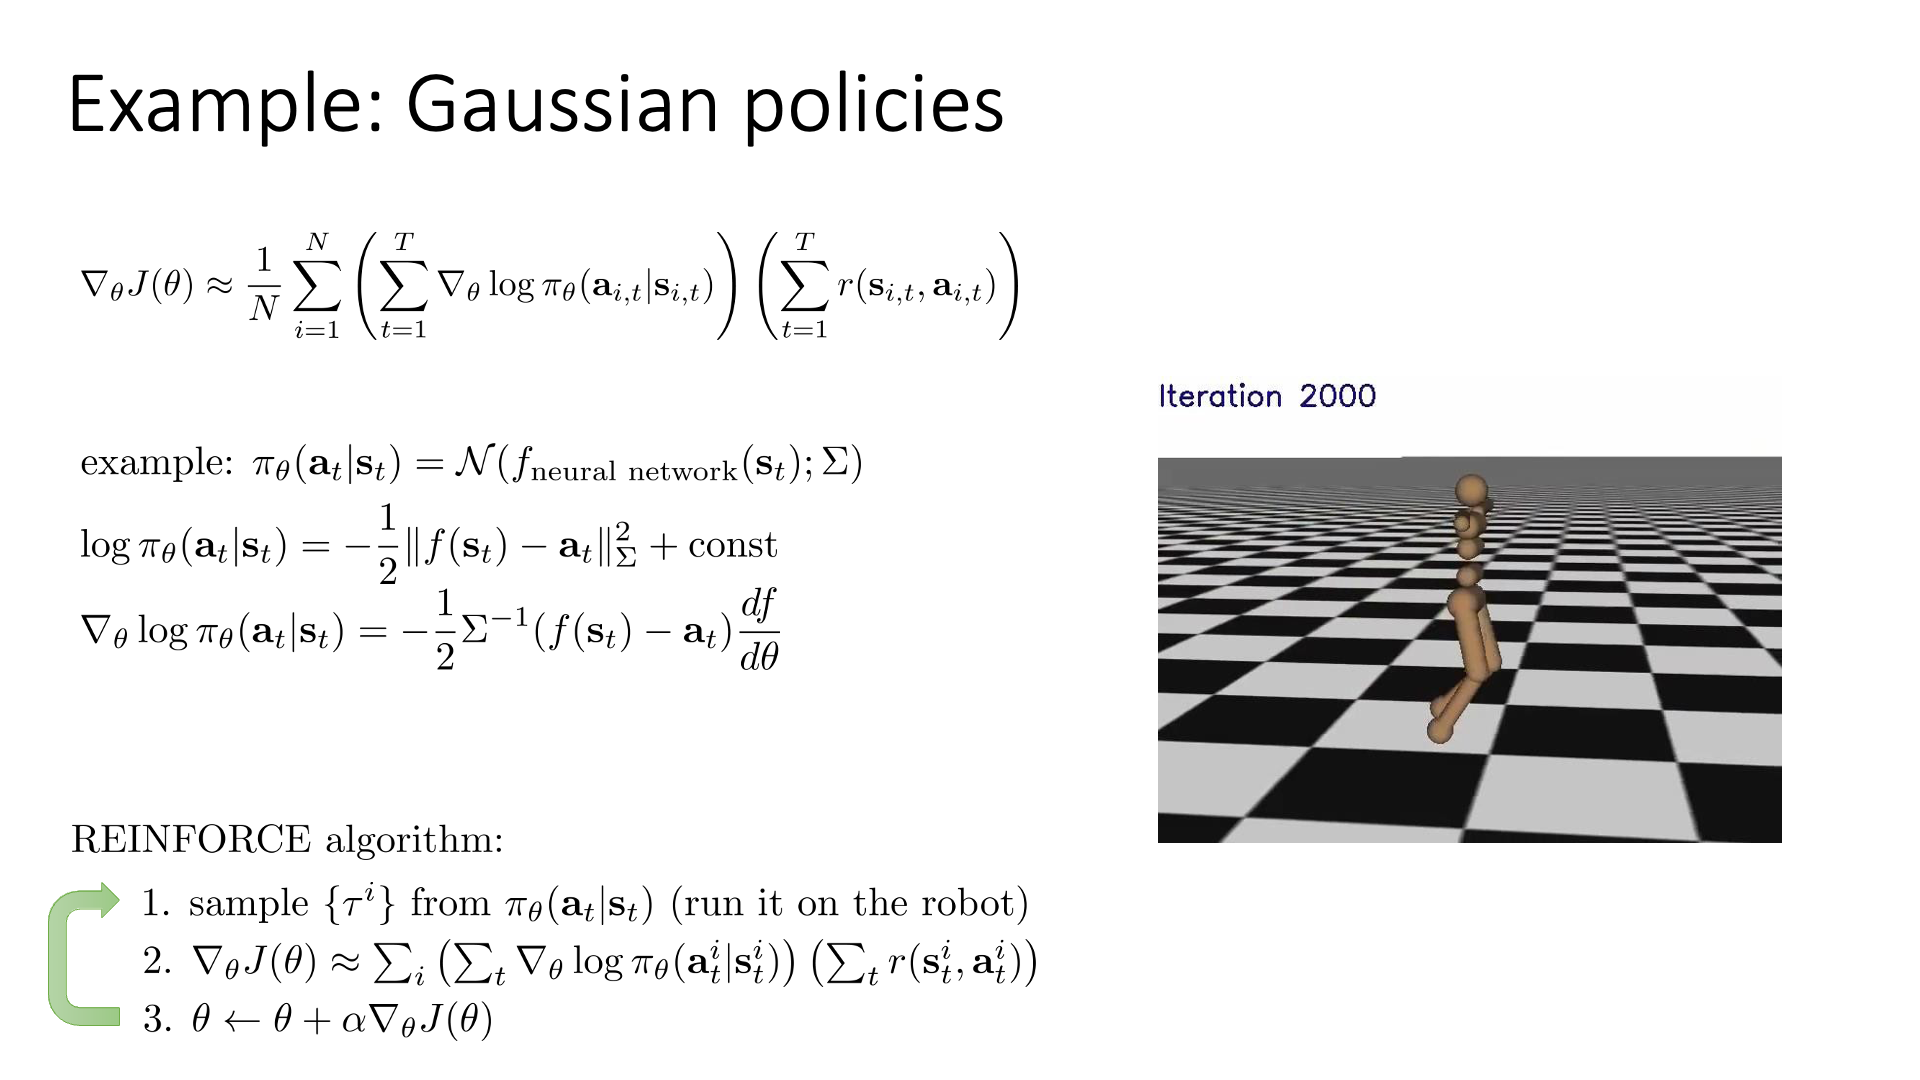 Example: Gaussian policies
$\nabla_\theta J(\theta) \approx \frac{1}{N} \sum_{i=1}^{N} \left( \sum_{t=1}^{T} \nabla_\theta \log \pi_\theta(\mathbf{a}_{i,t}|\mathbf{s}_{i,t}) \right) \left( \sum_{t=1}^{T} r(\mathbf{s}_{i,t}, \mathbf{a}_{i,t}) \right)$
Iteration 2000
example: $\pi_\theta(\mathbf{a}_t|\mathbf{s}_t) = \mathcal{N}(f_{\text{neural network}}(\mathbf{s}_t); \Sigma)$
$\log \pi_\theta(\mathbf{a}_t|\mathbf{s}_t) = -\frac{1}{2} \| f(\mathbf{s}_t) - \mathbf{a}_t \|_\Sigma^2 + \text{const}$
$\nabla_\theta \log \pi_\theta(\mathbf{a}_t|\mathbf{s}_t) = -\frac{1}{2} \Sigma^{-1} (f(\mathbf{s}_t) - \mathbf{a}_t) \frac{df}{d\theta}$
REINFORCE algorithm:
1. sample $\{\tau^i\}$ from $\pi_\theta(\mathbf{a}_t|\mathbf{s}_t)$ (run it on the robot)
2. $\nabla_\theta J(\theta) \approx \sum_i \left( \sum_t \nabla_\theta \log \pi_\theta(\mathbf{a}_t^i|\mathbf{s}_t^i) \right) \left( \sum_t r(\mathbf{s}_t^i, \mathbf{a}_t^i) \right)$
3. $\theta \leftarrow \theta + \alpha \nabla_\theta J(\theta)$